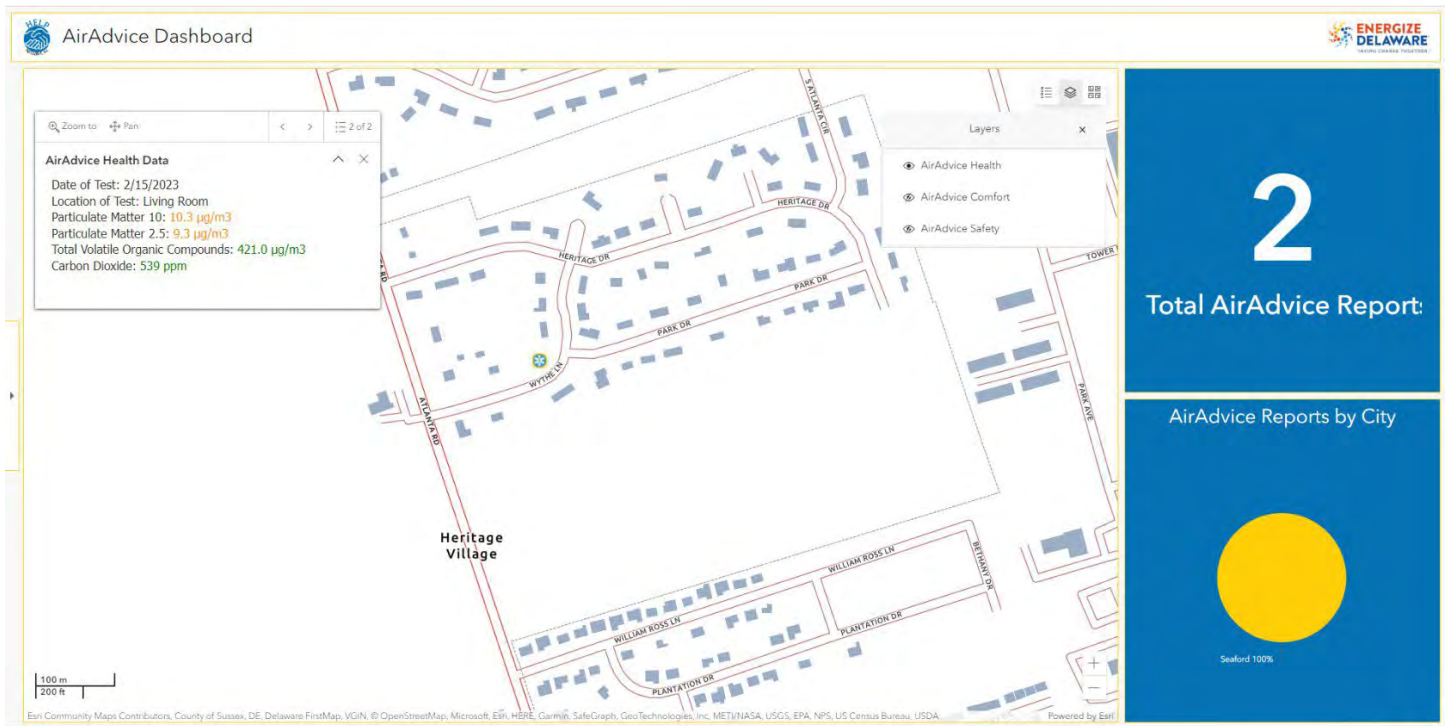 HELP
AirAdvice Dashboard
ENERGIZE
DELAWARE
TAKING CHARGE TOGETHER
Zoom to
Pan
2 of 2
AirAdvice Health Data
Date of Test: 2/15/2023
Location of Test: Living Room
Particulate Matter 10: 10.3 µg/m3
Particulate Matter 2.5: 9.3 µg/m3
Total Volatile Organic Compounds: 421.0 µg/m3
Carbon Dioxide: 539 ppm
Layers
AirAdvice Health
AirAdvice Comfort
AirAdvice Safety
S ATLANTA CIR
HERITAGE DR
HERITAGE DR
TOWER
PARK DR
PARK DR
WYTHE LN
ATLANTA RD
PARK AVE
Heritage
Village
WILLIAM ROSS LN
BETHANY DR
WILLIAM ROSS LN
PLANTATION DR
PLANTATION DR
100 m
200 ft
Esri Community Maps Contributors, County of Sussex, DE, Delaware FirstMap, VGIN, © OpenStreetMap, Microsoft, Esri, HERE, Garmin, SafeGraph, GeoTechnologies, Inc, METI/NASA, USGS, EPA, NPS, US Census Bureau, USDA
Powered by Esri
2
Total AirAdvice Reports
AirAdvice Reports by City
Seaford 100%